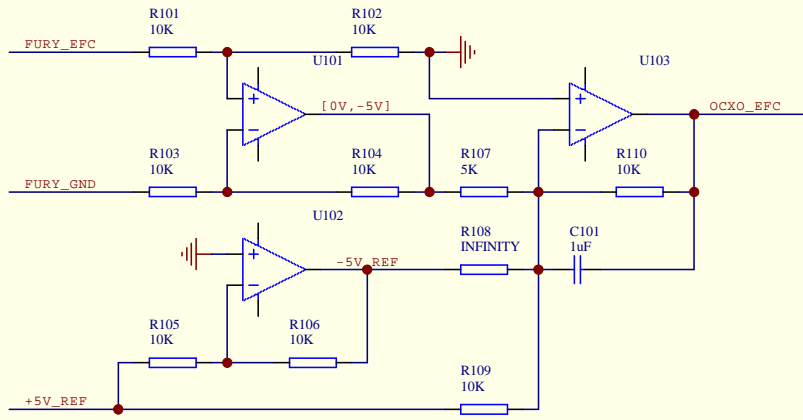 R101
10K
R102
10K
FURY_EFC
U101
U103
+
−
[0V,-5V]
+
−
OCXO_EFC
R103
10K
R104
10K
R107
5K
R110
10K
FURY_GND
U102
+
−
-5V_REF
R108
INFINITY
C101
1uF
R105
10K
R106
10K
R109
10K
+5V_REF